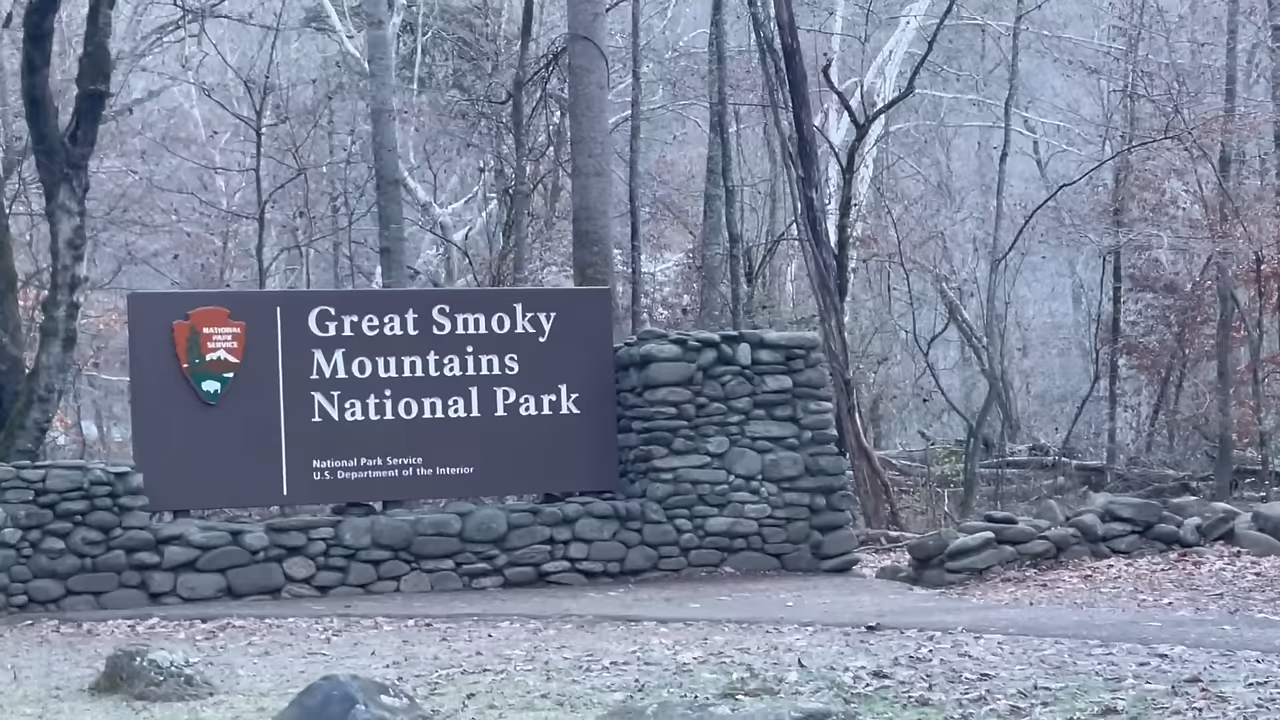 NATIONAL
PARK
SERVICE
Great Smoky
Mountains
National Park
National Park Service
U.S. Department of the Interior